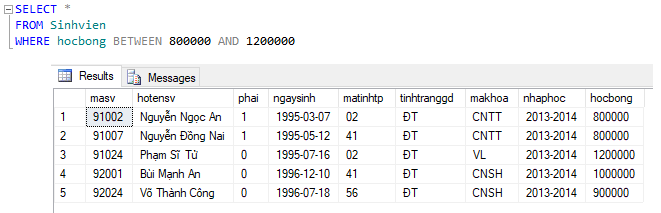 SELECT *
FROM Sinhvien
WHERE hocbong BETWEEN 800000 AND 1200000
Results Messages
masv hotensv phai ngaysinh matinhtp tinhtranggd makhoa nhaphoc hocbong
1 91002 Nguyễn Ngọc An 1 1995-03-07 02 ĐT CNTT 2013-2014 800000
2 91007 Nguyễn Đồng Nai 1 1995-05-12 41 ĐT CNTT 2013-2014 800000
3 91024 Phạm Sĩ Tử 0 1995-07-16 02 ĐT VL 2013-2014 1200000
4 92001 Bùi Mạnh An 0 1996-12-10 41 ĐT CNSH 2013-2014 1000000
5 92024 Võ Thành Công 0 1996-07-18 56 ĐT CNSH 2013-2014 900000